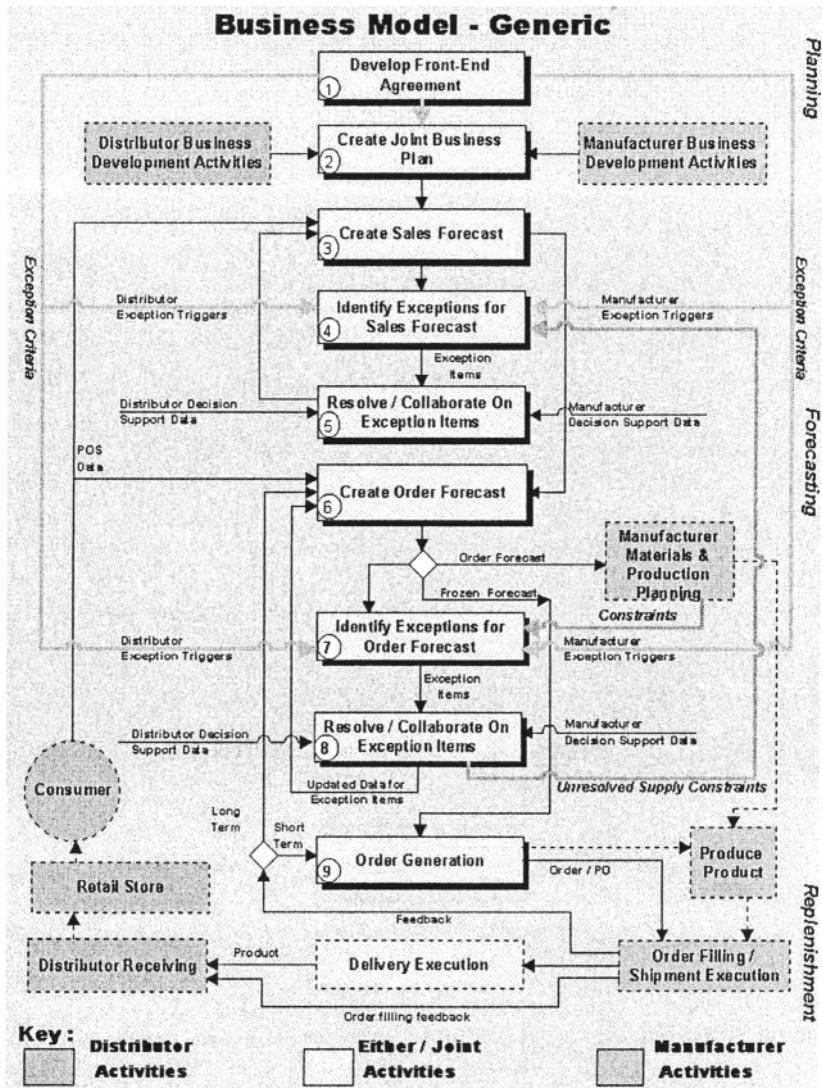 Business Model - Generic
Planning
Develop Front-End
Agreement
1
Distributor Business
Development Activities
Create Joint Business
Plan
2
Manufacturer Business
Development Activities
Create Sales Forecast
3
Exception Criteria
Distributor
Exception Triggers
Identify Exceptions for
Sales Forecast
4
Manufacturer
Exception Triggers
Exception Criteria
Exception
Items
Distributor Decision
Support Data
Resolve / Collaborate On
Exception Items
5
Manufacturer
Decision Support Data
Forecasting
POS
Data
Create Order Forecast
6
Order Forecast
Manufacturer
Materials &
Production
Planning
Frozen Forecast
Constraints
Distributor
Exception Triggers
Identify Exceptions for
Order Forecast
7
Manufacturer
Exception Triggers
Exception
Items
Distributor Decision
Support Data
Resolve / Collaborate On
Exception Items
8
Manufacturer
Decision Support Data
Consumer
Updated Data for
Exception Items
Unresolved Supply Constraints
Long
Term
Short
Term
Order Generation
9
Order / PO
Produce
Product
Retail Store
Feedback
Replenishment
Distributor Receiving
Product
Delivery Execution
Order Filling /
Shipment Execution
Order filling feedback
Key :
Distributor
Activities
Either / Joint
Activities
Manufacturer
Activities